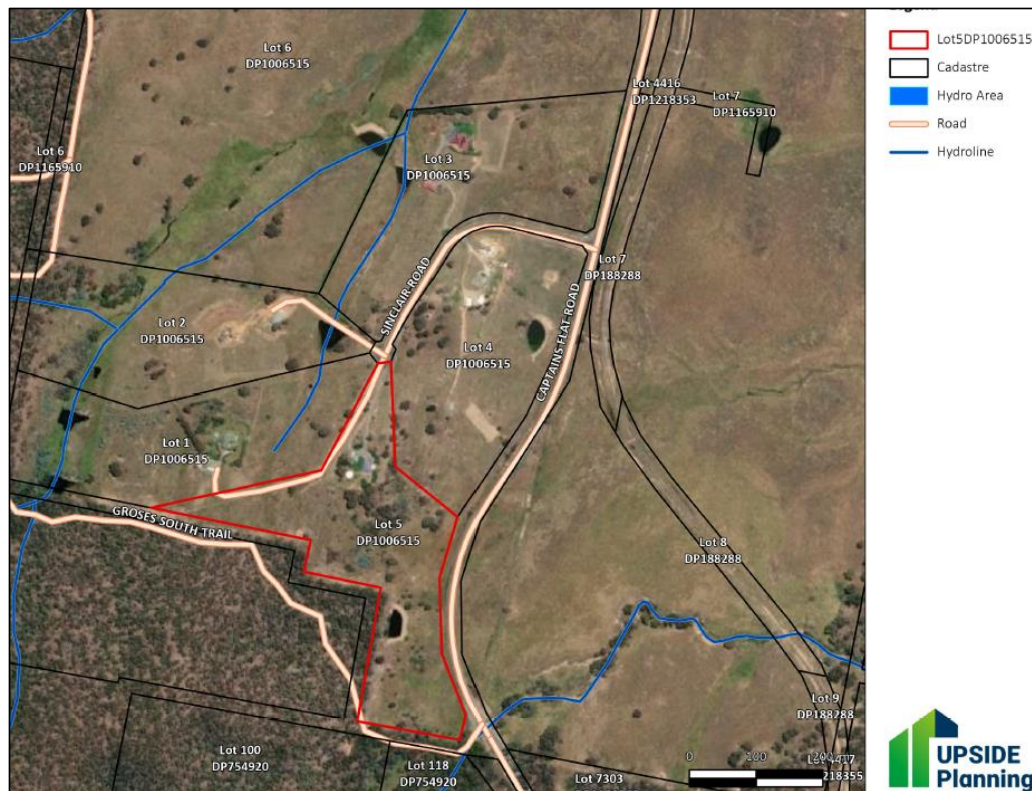 Lot 6
DP1006515
Lot 4416
DP1218353
Lot 7
DP1165910
Lot 6
DP1165910
Lot 3
DP1006515
SINCLAIR ROAD
Lot 7
DP188288
CAPTAINS FLAT ROAD
Lot 2
DP1006515
Lot 4
DP1006515
Lot 1
DP1006515
GROSES SOUTH TRAIL
Lot 5
DP1006515
Lot 8
DP188288
Lot 9
DP188288
Lot 100
DP754920
Lot 118
DP754920
Lot 7303
0 100 200
Lot5DP1006515
Cadastre
Hydro Area
Road
Hydroline
UPSIDE
Planning